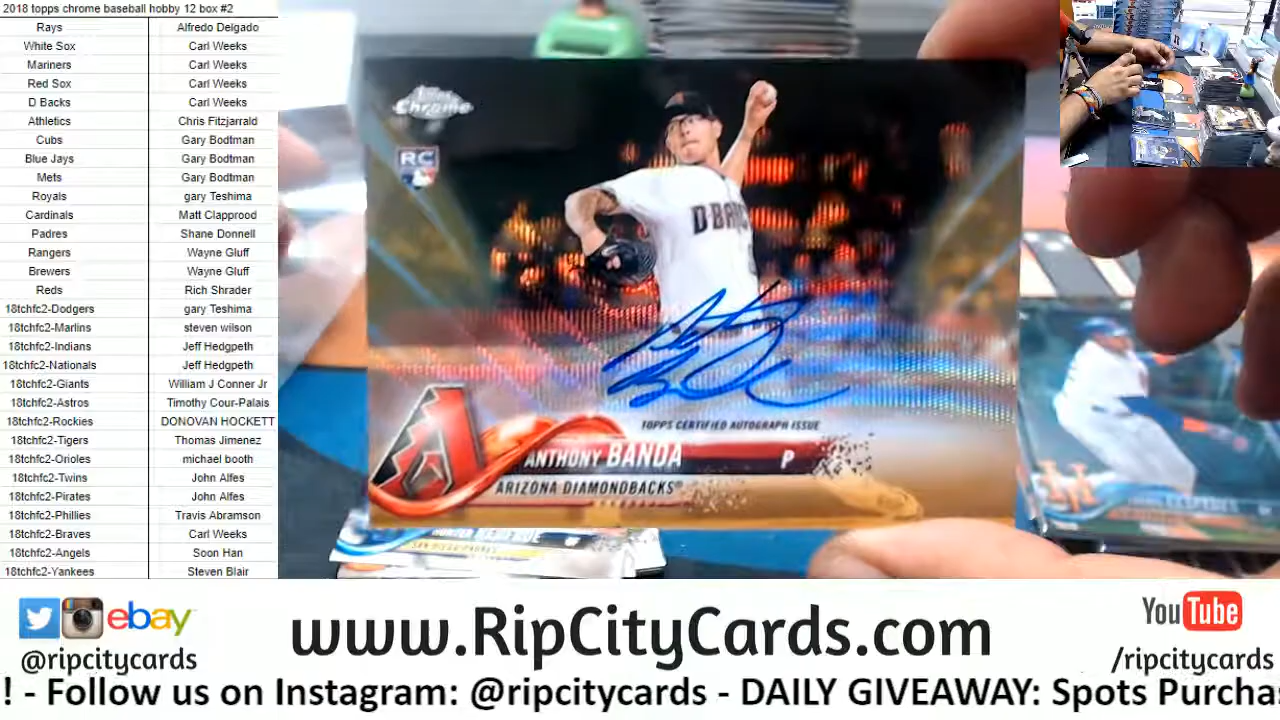 2018 topps chrome baseball hobby 12 box #2
Rays Alfredo Delgado
White Sox Carl Weeks
Mariners Carl Weeks
Red Sox Carl Weeks
D Backs Carl Weeks
Athletics Chris Fitzjarrald
Cubs Gary Bodtman
Blue Jays Gary Bodtman
Mets Gary Bodtman
Royals gary Teshima
Cardinals Matt Clapprood
Padres Shane Donnell
Rangers Wayne Gluff
Brewers Wayne Gluff
Reds Rich Shrader
18tchfc2-Dodgers gary Teshima
18tchfc2-Marlins steven wilson
18tchfc2-Indians Jeff Hedgpeth
18tchfc2-Nationals Jeff Hedgpeth
18tchfc2-Giants William J Conner Jr
18tchfc2-Astros Timothy Cour-Palais
18tchfc2-Rockies DONOVAN HOCKETT
18tchfc2-Tigers Thomas Jimenez
18tchfc2-Orioles michael booth
18tchfc2-Twins John Alfes
18tchfc2-Pirates John Alfes
18tchfc2-Phillies Travis Abramson
18tchfc2-Braves Carl Weeks
18tchfc2-Angels Soon Han
18tchfc2-Yankees Steven Blair
Topps
Chrome
RC
TOPPS CERTIFIED AUTOGRAPH ISSUE
ANTHONY BANDA P
ARIZONA DIAMONDBACKS
SAN DIEGO PADRES
ebay
@ripcitycards
www.RipCityCards.com
YouTube
/ripcitycards
! - Follow us on Instagram: @ripcitycards - DAILY GIVEAWAY: Spots Purcha